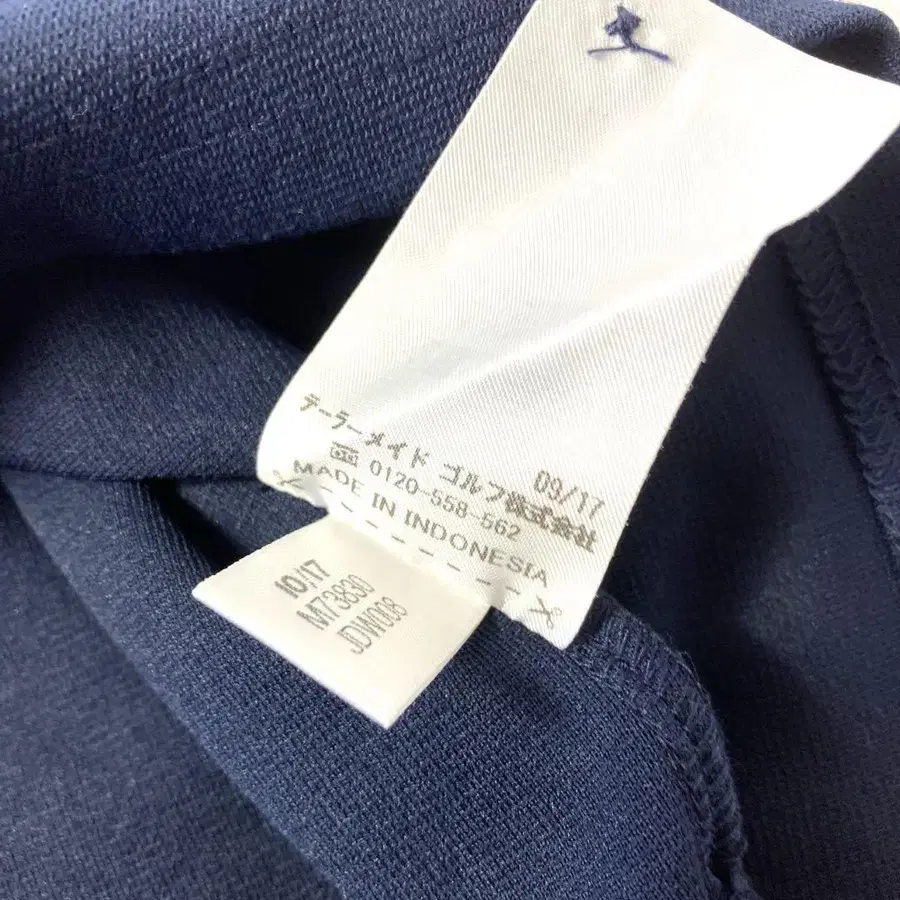 09/17
テーラーメイド ゴルフ株式会社
0120-558-562
MADE IN INDONESIA
10/17
M73830
JDW008